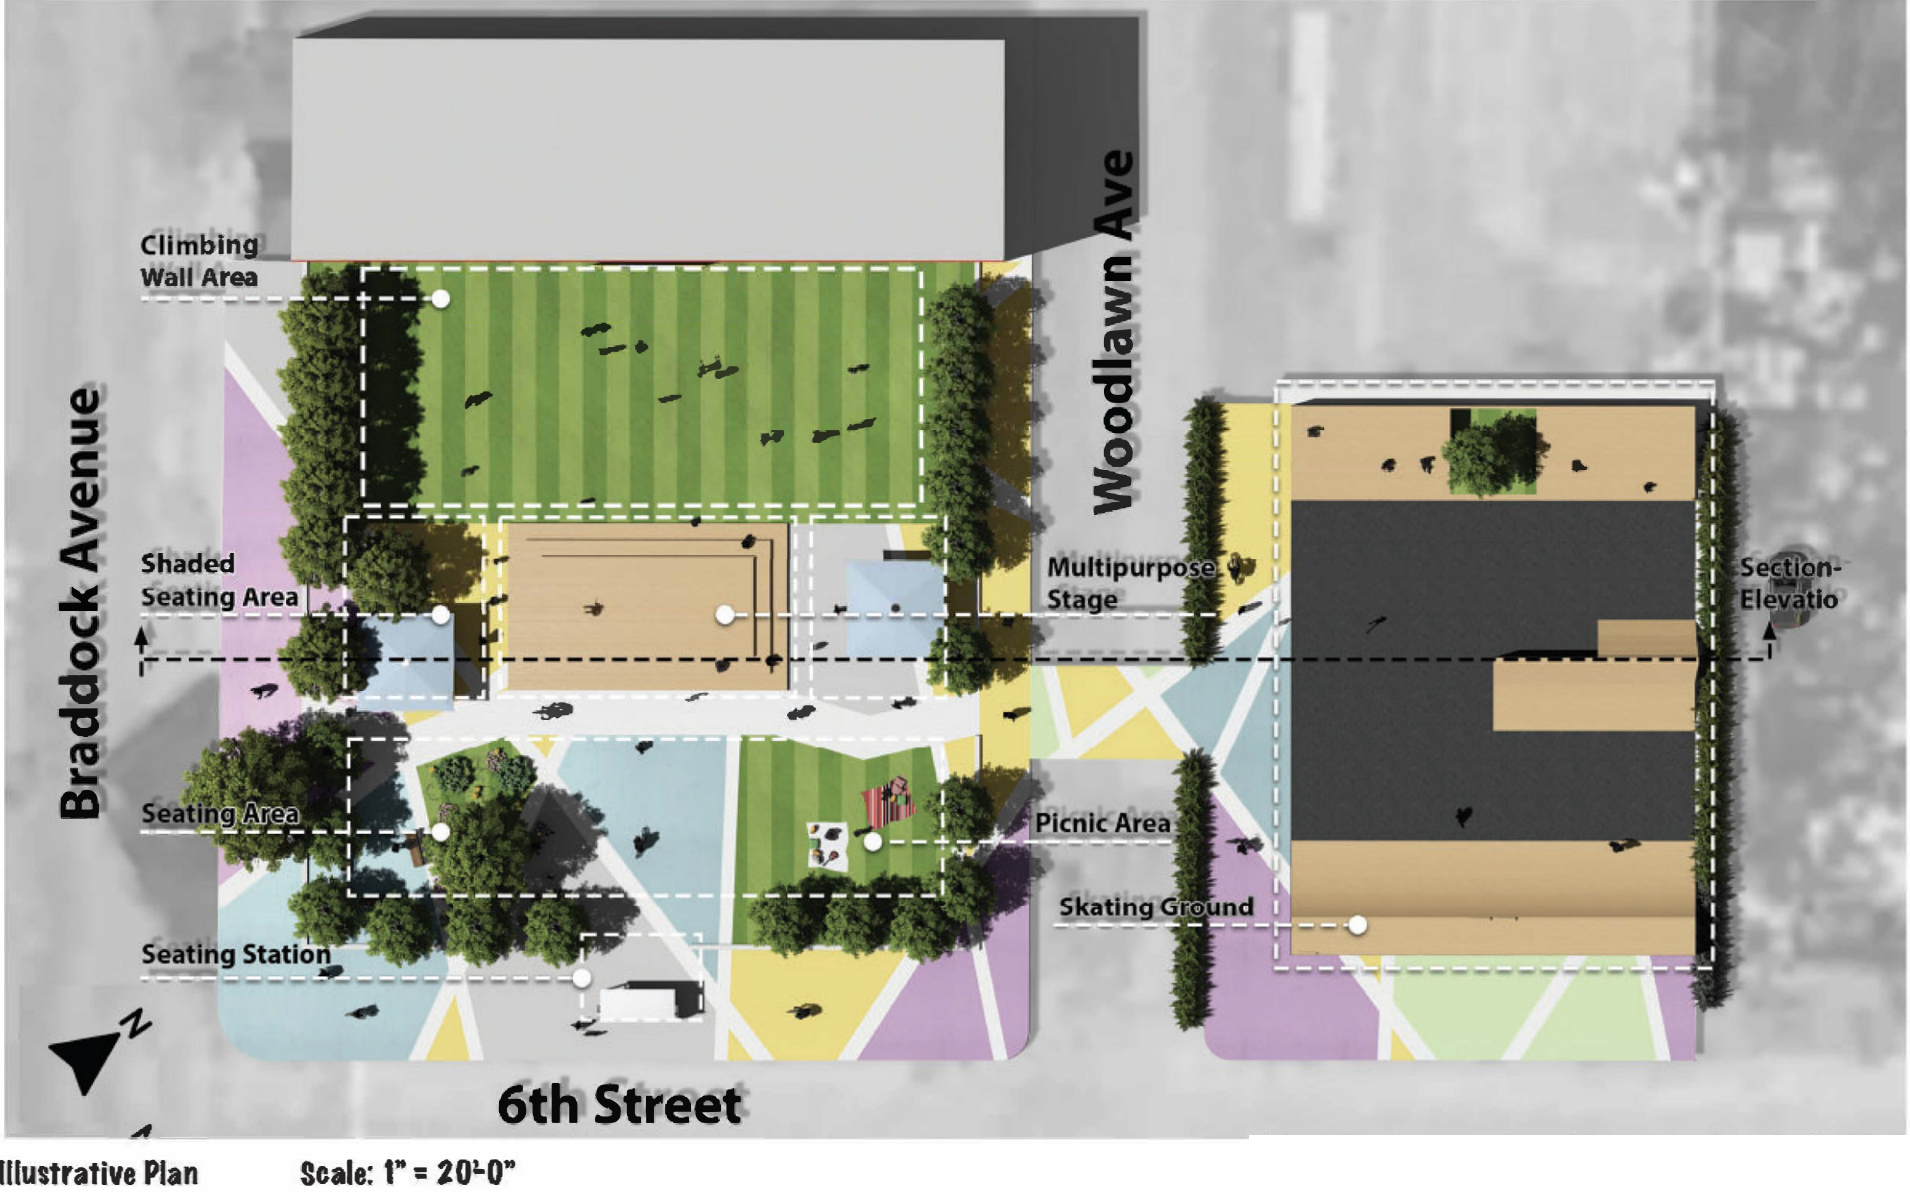 Climbing
Wall Area
Woodlawn Ave
Braddock Avenue
Shaded
Seating Area
Multipurpose
Stage
Section-
Elevatio
Seating Area
Picnic Area
Skating Ground
Seating Station
N
6th Street
Illustrative Plan
Scale: 1" = 20'-0"